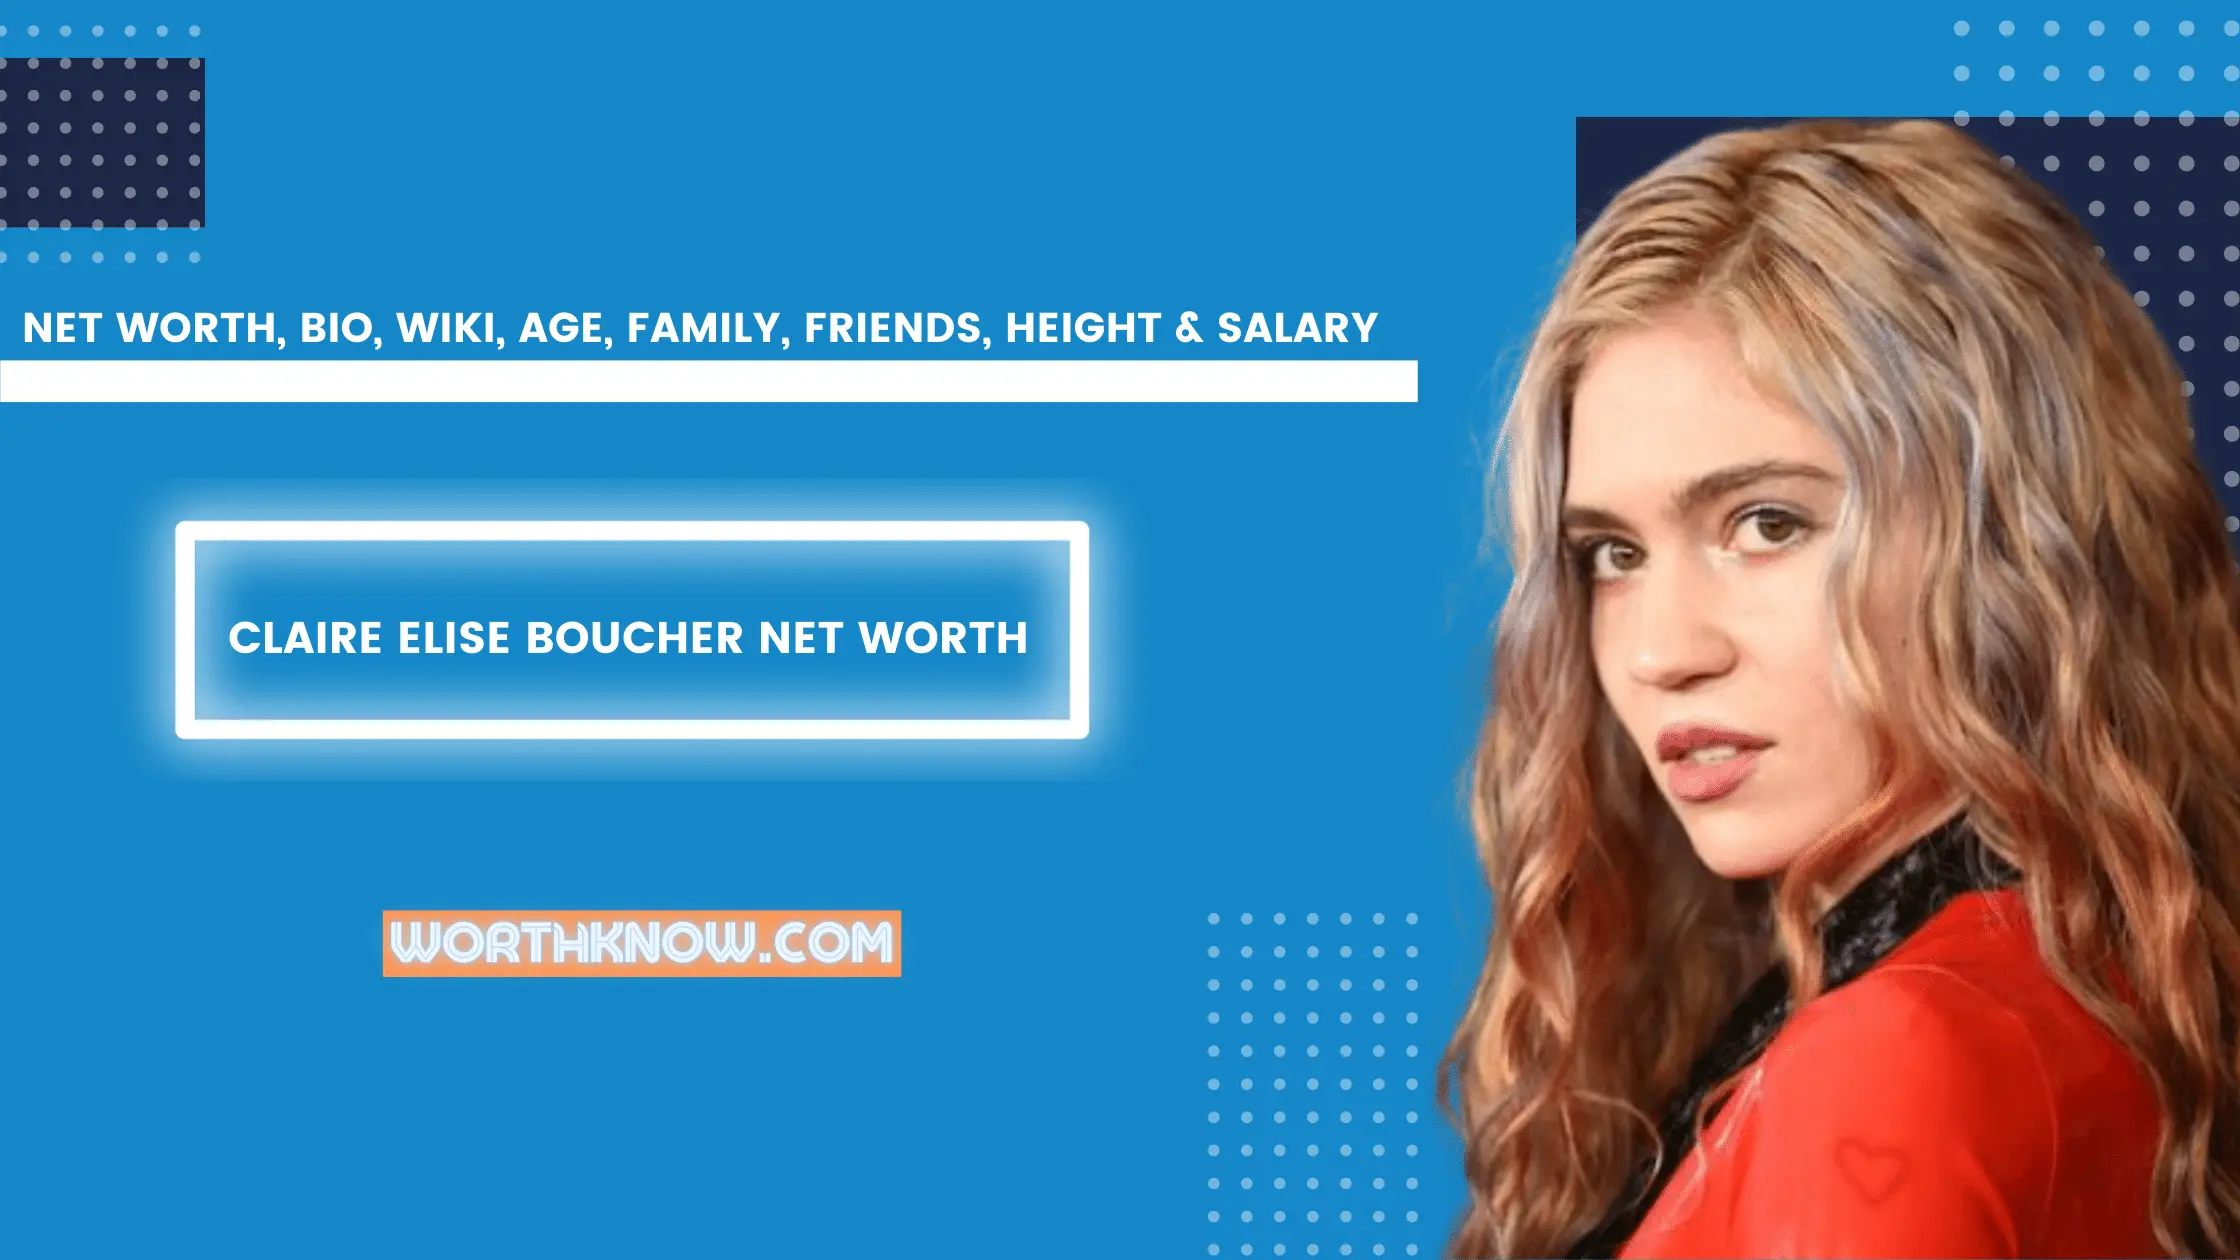 NET WORTH, BIO, WIKI, AGE, FAMILY, FRIENDS, HEIGHT & SALARY
CLAIRE ELISE BOUCHER NET WORTH
WORTHKNOW.COM